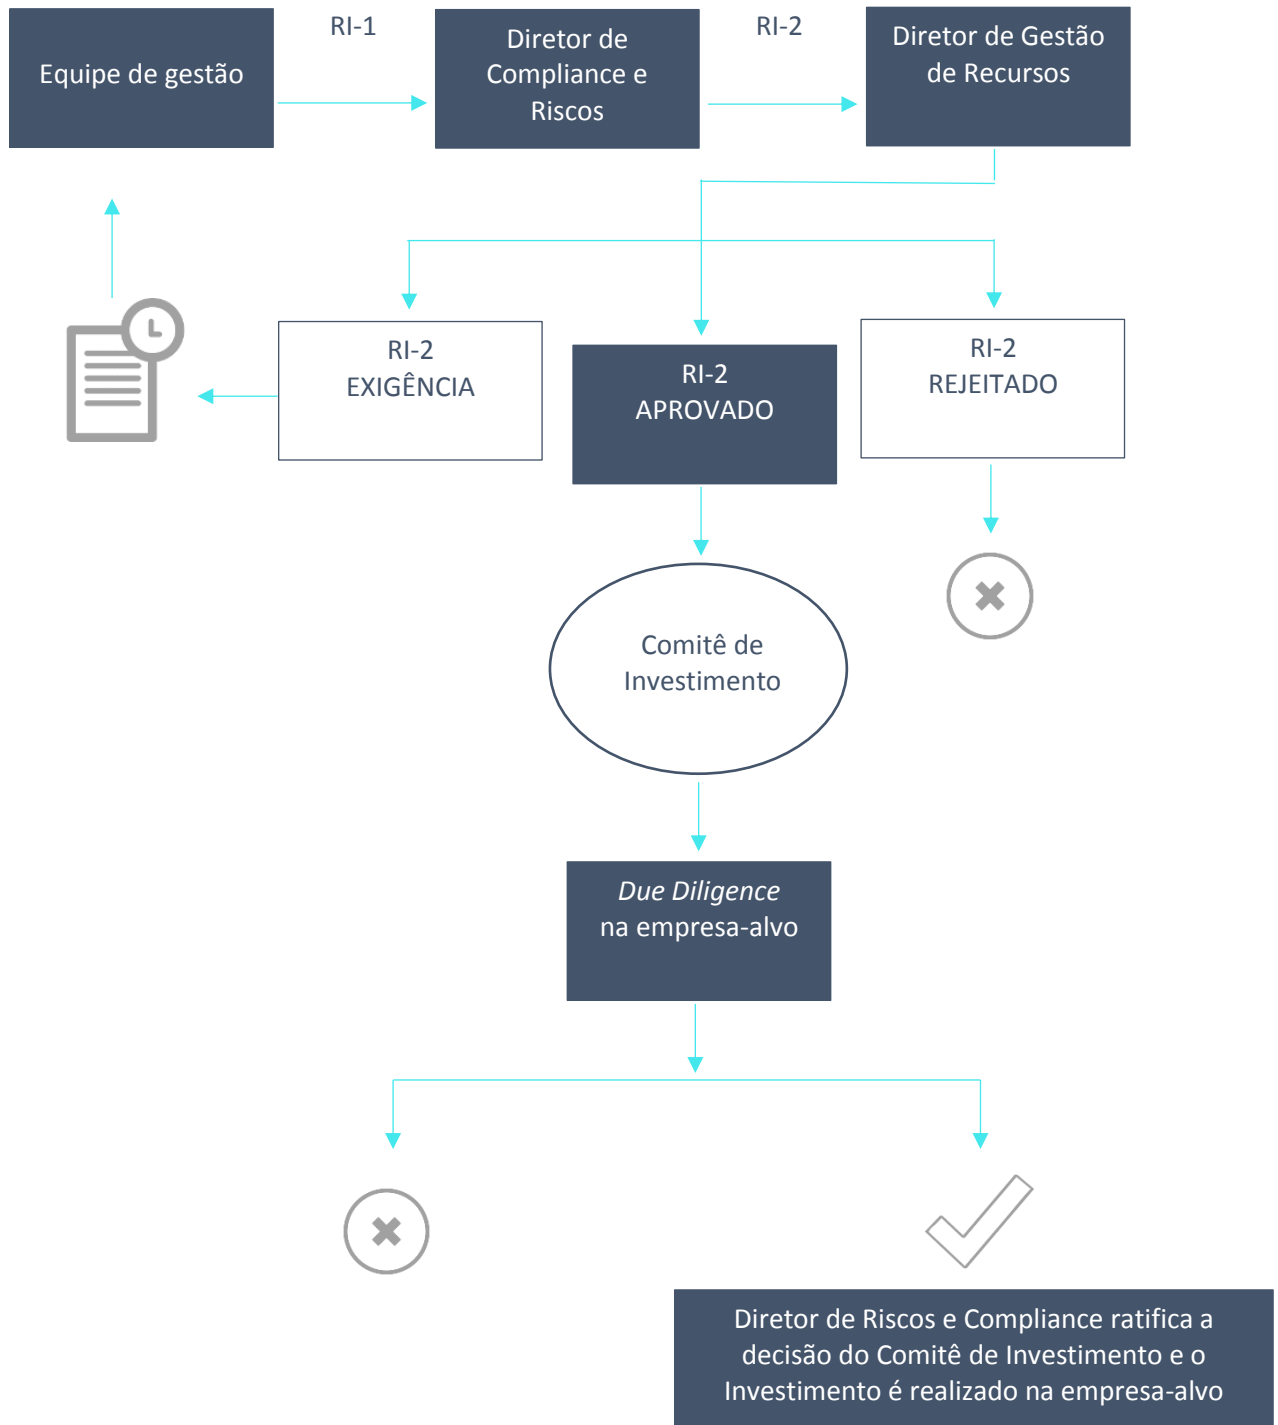 Equipe de gestão
RI-1
Diretor de
Compliance e
Riscos
RI-2
Diretor de Gestão
de Recursos
RI-2
EXIGÊNCIA
RI-2
APROVADO
RI-2
REJEITADO
Comitê de
Investimento
Due Diligence
na empresa-alvo
Diretor de Riscos e Compliance ratifica a
decisão do Comitê de Investimento e o
Investimento é realizado na empresa-alvo